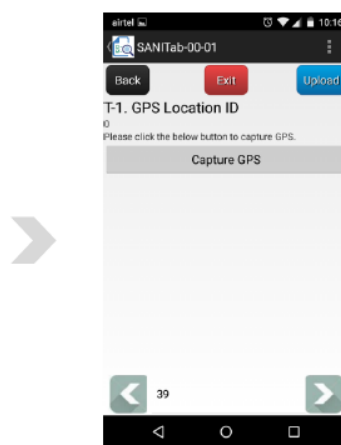 airtel 10:16
SANITab-00-01
Back Exit Upload
T-1. GPS Location ID
0
Please click the below button to capture GPS.
Capture GPS
39